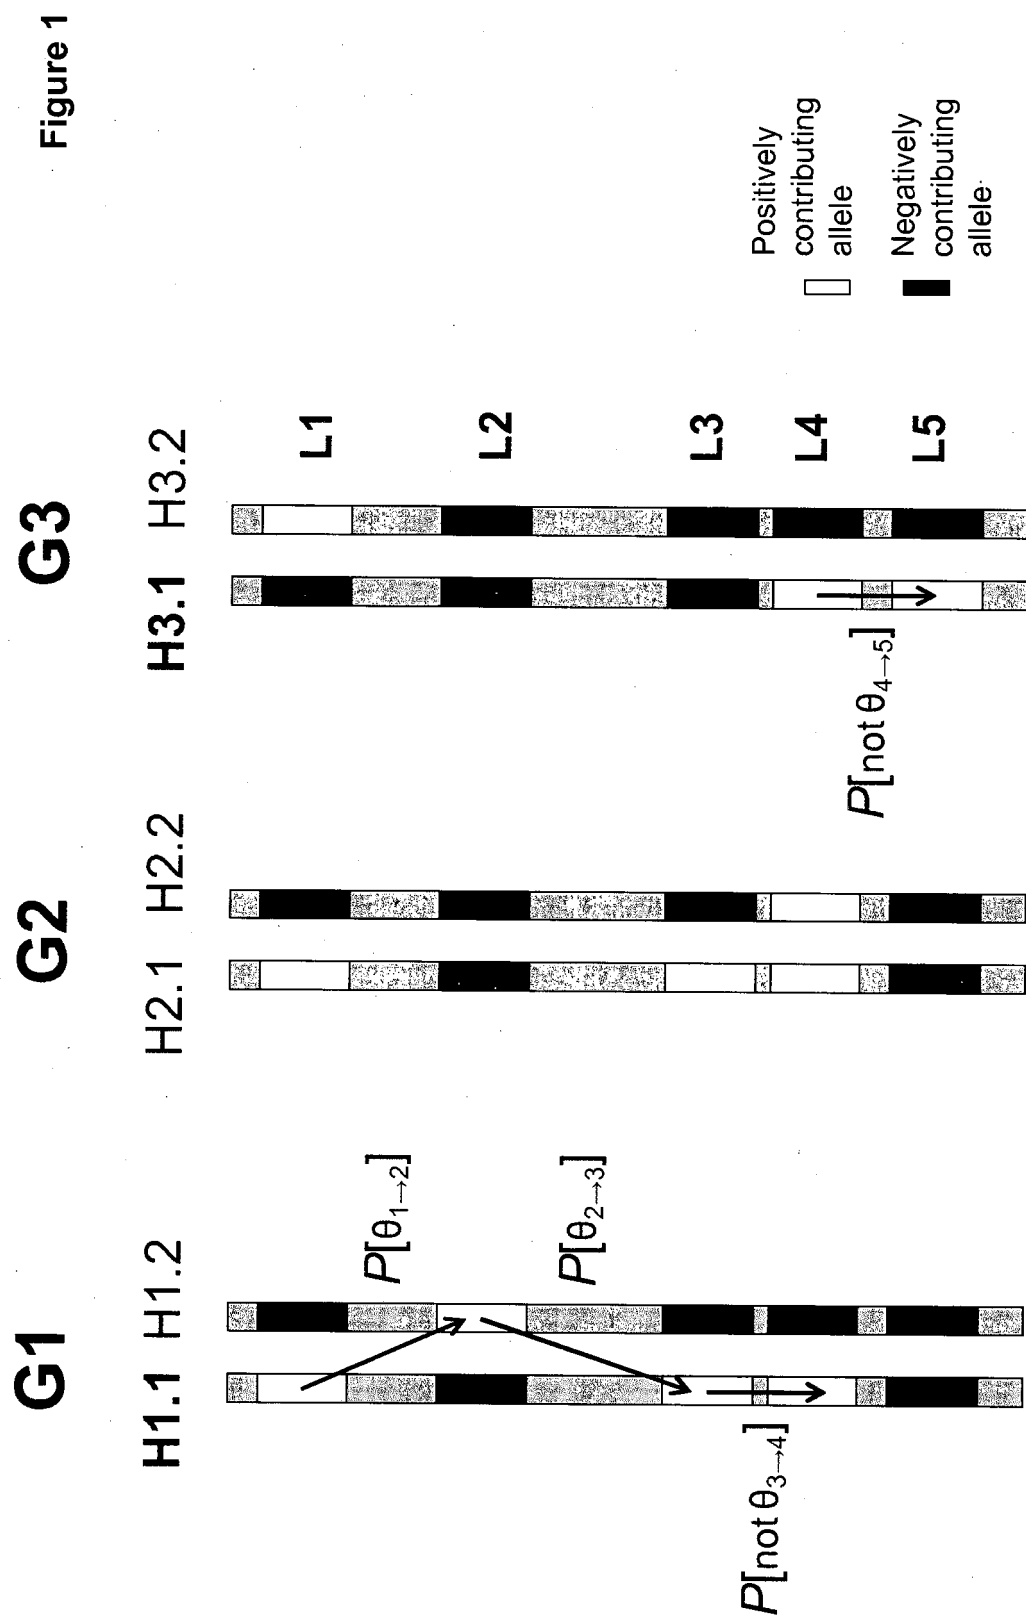 Figure 1
G1
G2
G3
H1.1 H1.2
H2.1 H2.2
H3.1 H3.2
L1
P[θ1→2]
L2
P[θ2→3]
L3
P[not θ3→4]
L4
P[not θ4→5]
L5
Positively
contributing
allele
Negatively
contributing
allele